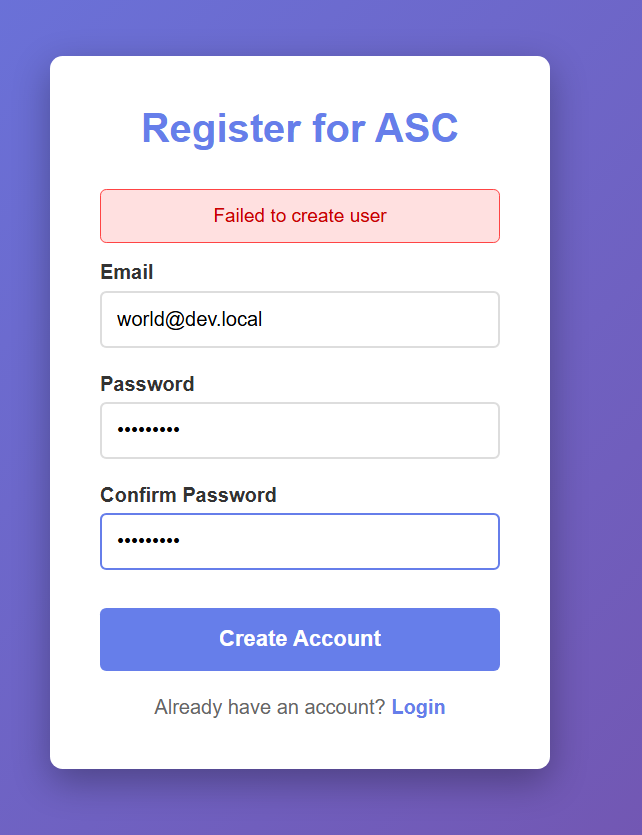 Register for ASC
Failed to create user
Email
world@dev.local
Password
•••••••••
Confirm Password
•••••••••
Create Account
Already have an account? Login